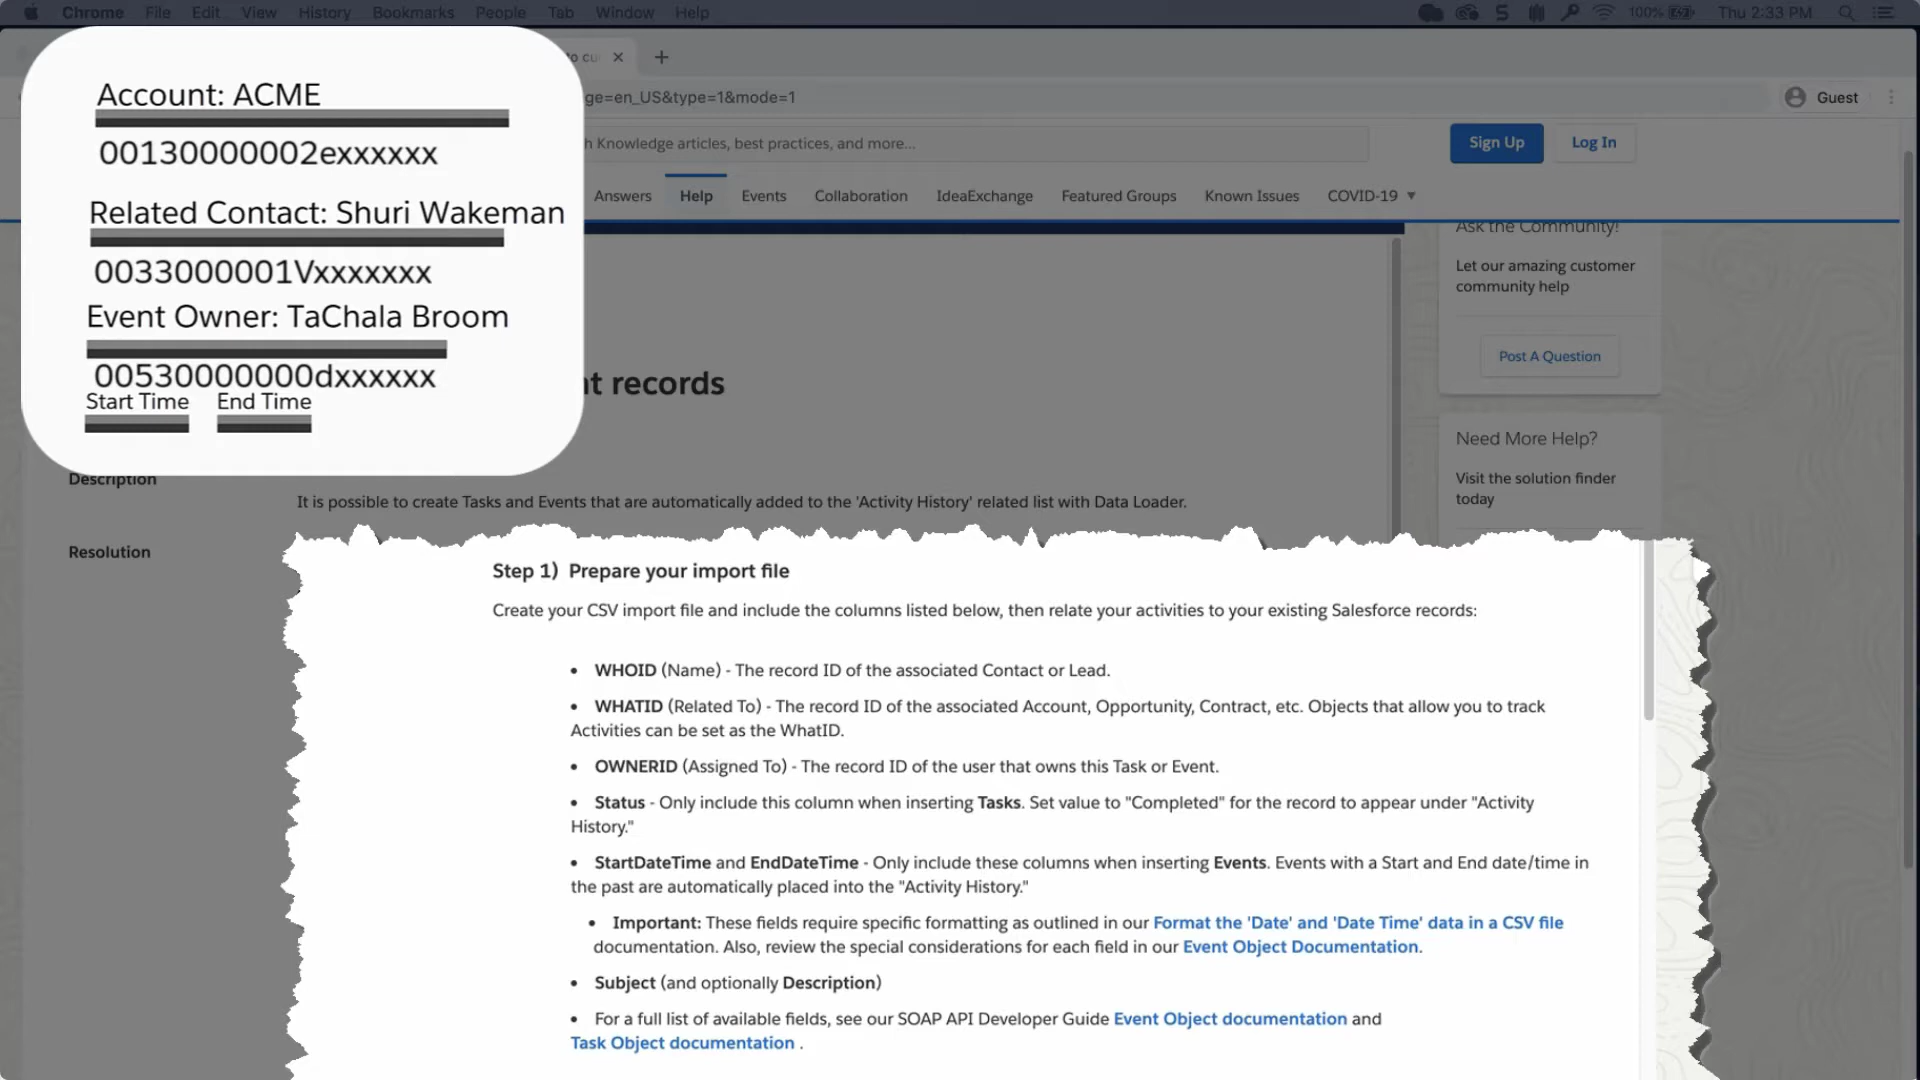 Chrome File Edit View History Bookmarks People Tab Window Help
100% Thu 2:33 PM
ge=en_US&type=1&mode=1
Guest
Account: ACME
00130000002exxxxxx
Related Contact: Shuri Wakeman
0033000001Vxxxxxxx
Event Owner: TaChala Broom
00530000000dxxxxxx
Start Time End Time
Knowledge articles, best practices, and more...
Sign Up
Log In
Answers Help Events Collaboration IdeaExchange Featured Groups Known Issues COVID-19
Ask the Community!
Let our amazing customer
community help
Post A Question
records
Need More Help?
Visit the solution finder
today
Description
It is possible to create Tasks and Events that are automatically added to the 'Activity History' related list with Data Loader.
Resolution
Step 1) Prepare your import file
Create your CSV import file and include the columns listed below, then relate your activities to your existing Salesforce records:
• WHOID (Name) - The record ID of the associated Contact or Lead.
• WHATID (Related To) - The record ID of the associated Account, Opportunity, Contract, etc. Objects that allow you to track
Activities can be set as the WhatID.
• OWNERID (Assigned To) - The record ID of the user that owns this Task or Event.
• Status - Only include this column when inserting Tasks. Set value to "Completed" for the record to appear under "Activity
History."
• StartDateTime and EndDateTime - Only include these columns when inserting Events. Events with a Start and End date/time in
the past are automatically placed into the "Activity History."
• Important: These fields require specific formatting as outlined in our Format the 'Date' and 'Date Time' data in a CSV file
documentation. Also, review the special considerations for each field in our Event Object Documentation.
• Subject (and optionally Description)
• For a full list of available fields, see our SOAP API Developer Guide Event Object documentation and
Task Object documentation .